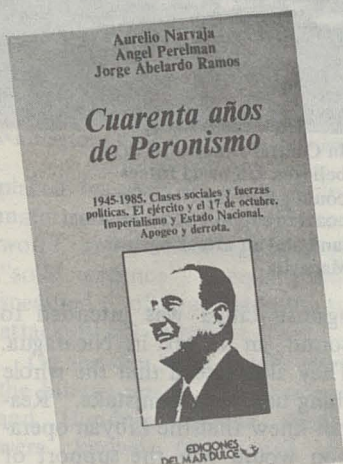 Aurelio Narvaja
Angel Perelman
Jorge Abelardo Ramos
Cuarenta años
de Peronismo
1945-1985. Clases sociales y fuerzas
políticas. El ejército y el 17 de octubre.
Imperialismo y Estado Nacional.
Apogeo y derrota.
EDICIONES
DEL MAR DULCE